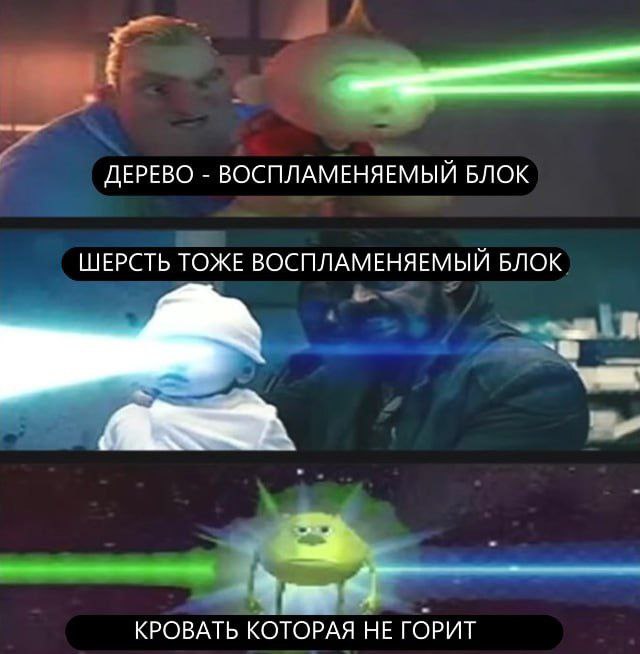 ДЕРЕВО - ВОСПЛАМЕНЯЕМЫЙ БЛОК
ШЕРСТЬ ТОЖЕ ВОСПЛАМЕНЯЕМЫЙ БЛОК
КРОВАТЬ КОТОРАЯ НЕ ГОРИТ